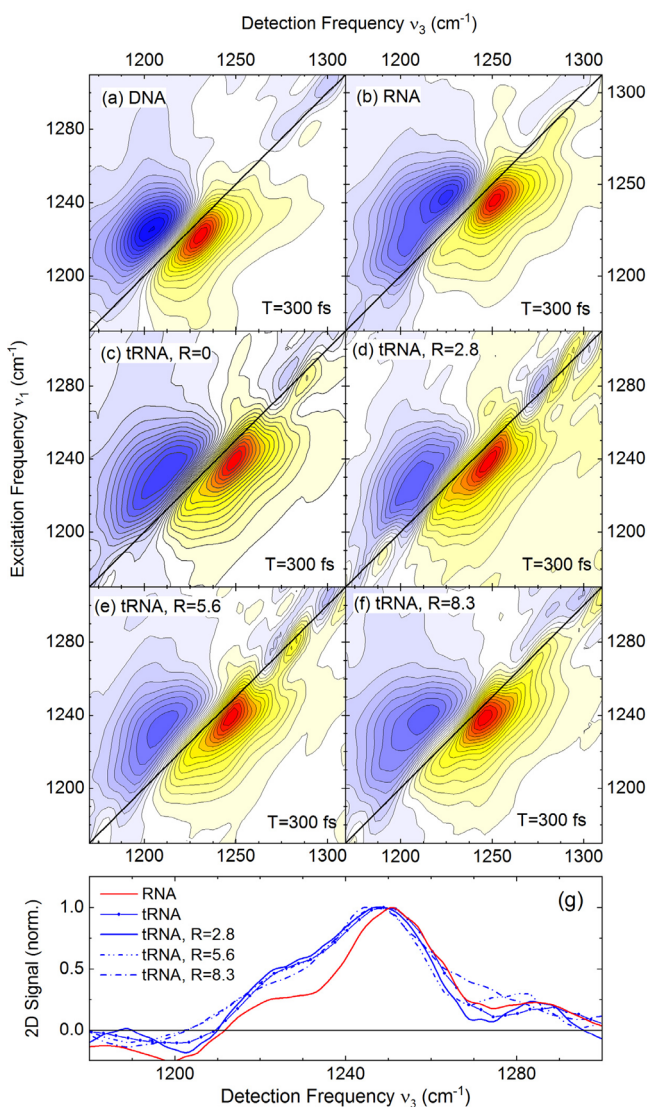 Detection Frequency ν₃ (cm⁻¹)
1200 1250 1300
(a) DNA
(b) RNA
1280
1240
1200
1300
1280
1240
1200
T=300 fs
T=300 fs
(c) tRNA, R=0
(d) tRNA, R=2.8
Excitation Frequency ν₁ (cm⁻¹)
1280
1240
1200
1280
1240
1200
T=300 fs
T=300 fs
(e) tRNA, R=5.6
(f) tRNA, R=8.3
1280
1240
1200
1280
1240
1200
T=300 fs
T=300 fs
1200 1250 1300 1200 1250 1300
(g)
2D Signal (norm.)
1.0
0.5
0.0
RNA
tRNA
tRNA, R=2.8
tRNA, R=5.6
tRNA, R=8.3
1200 1240 1280
Detection Frequency ν₃ (cm⁻¹)